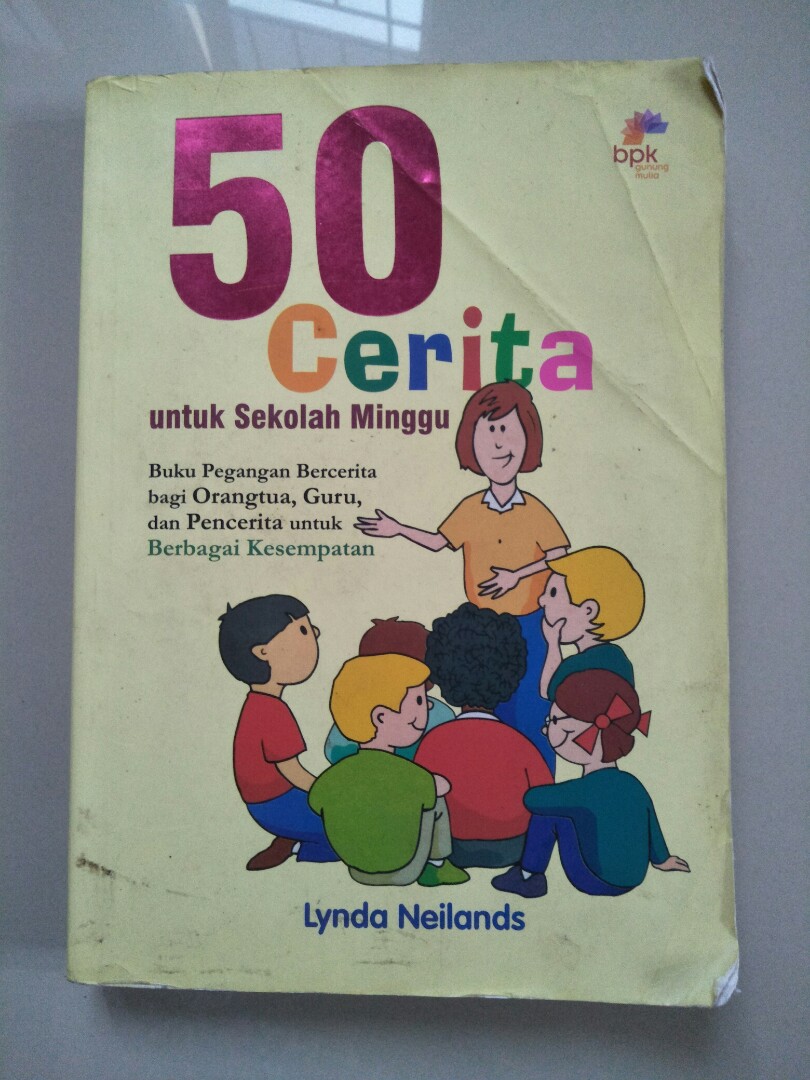 50
bpk
gunung
mulia
Cerita
untuk Sekolah Minggu
Buku Pegangan Bercerita
bagi Orangtua, Guru,
dan Pencerita untuk
Berbagai Kesempatan
Lynda Neilands